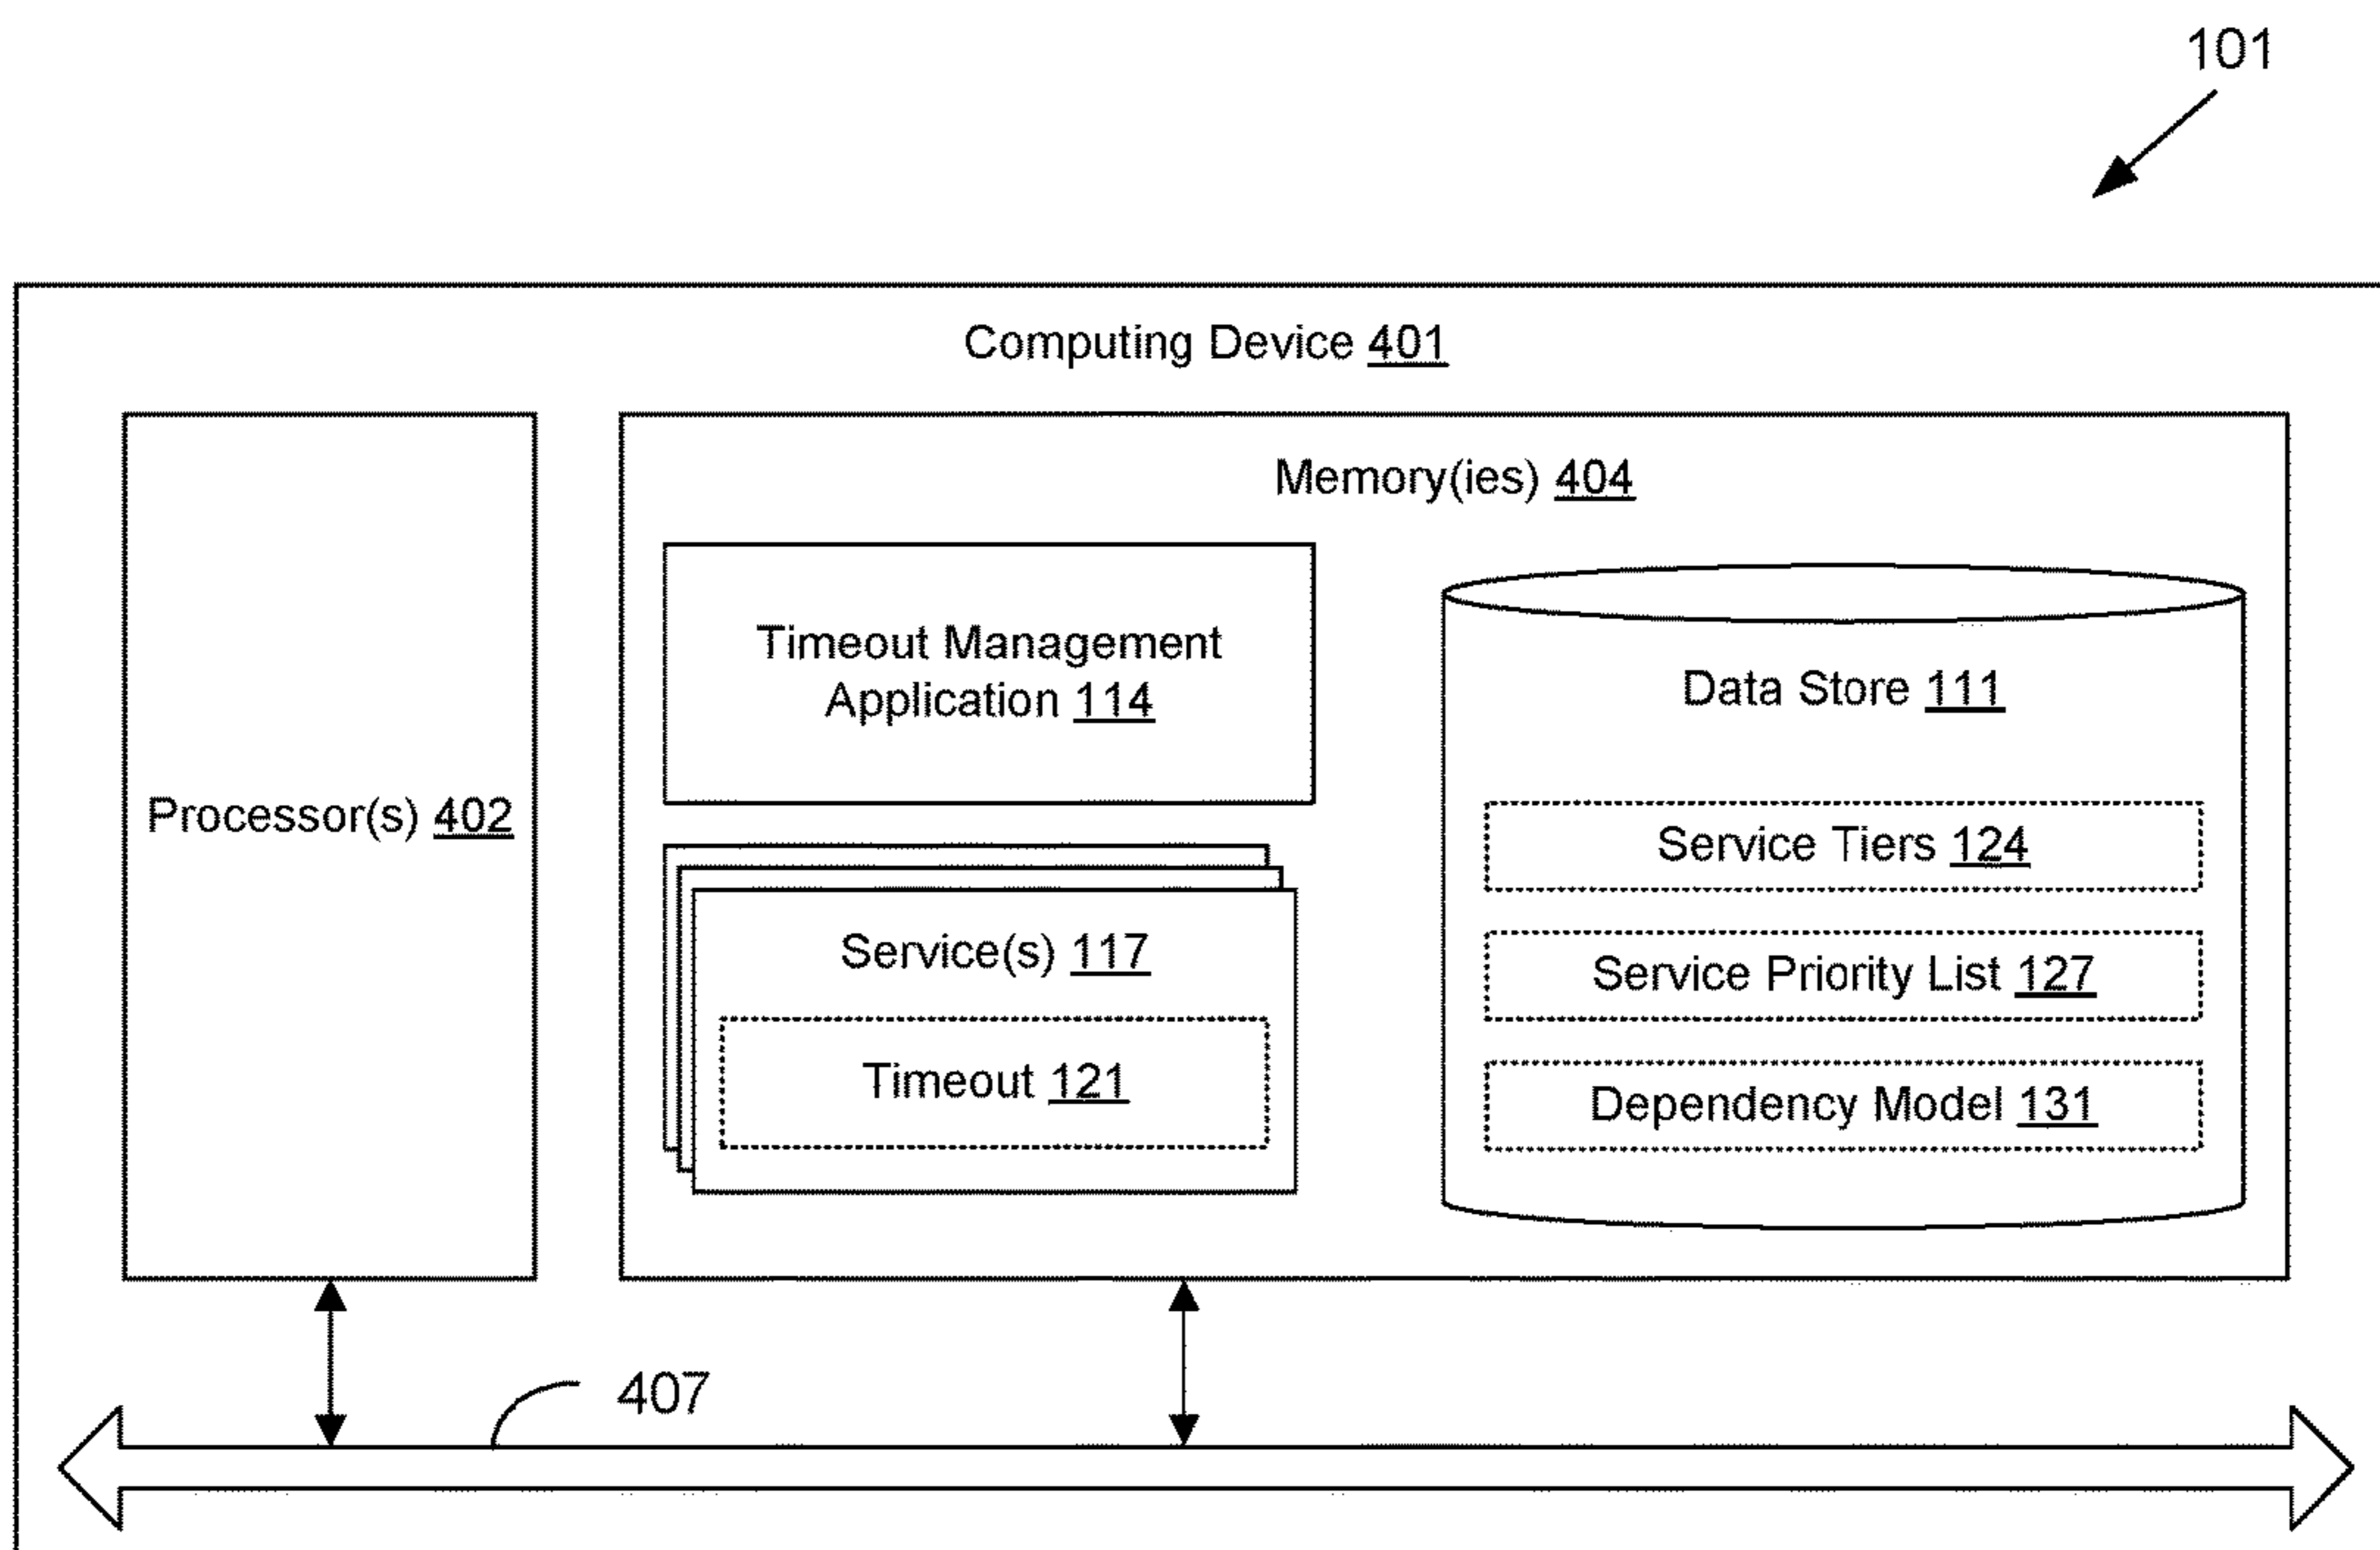 101
Computing Device 401
Memory(ies) 404
Timeout Management
Application 114
Data Store 111
Processor(s) 402
Service Tiers 124
Service(s) 117
Service Priority List 127
Timeout 121
Dependency Model 131
407